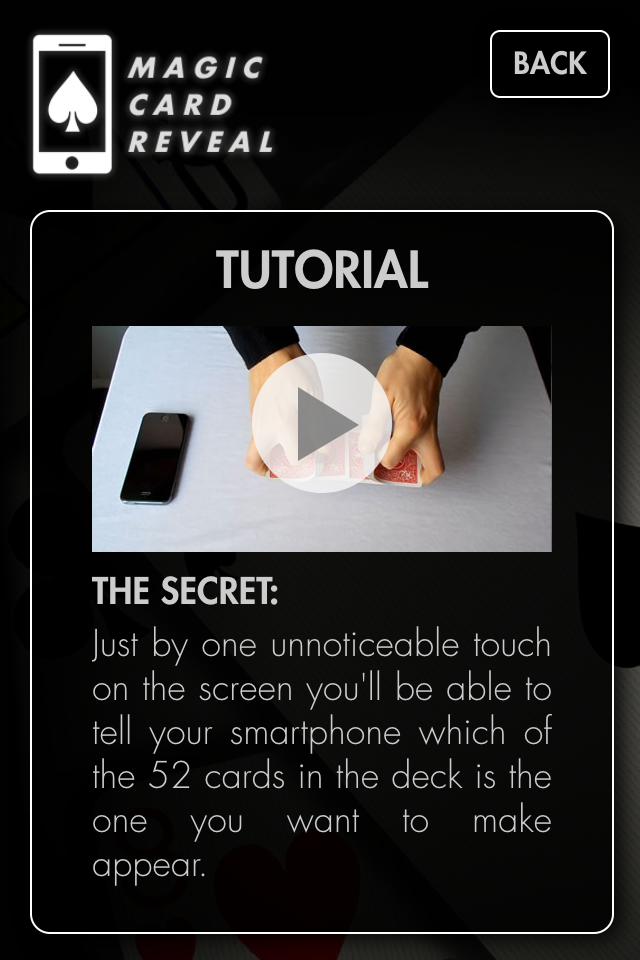 MAGIC
CARD
REVEAL
BACK
TUTORIAL
THE SECRET:
Just by one unnoticeable touch
on the screen you'll be able to
tell your smartphone which of
the 52 cards in the deck is the
one you want to make
appear.